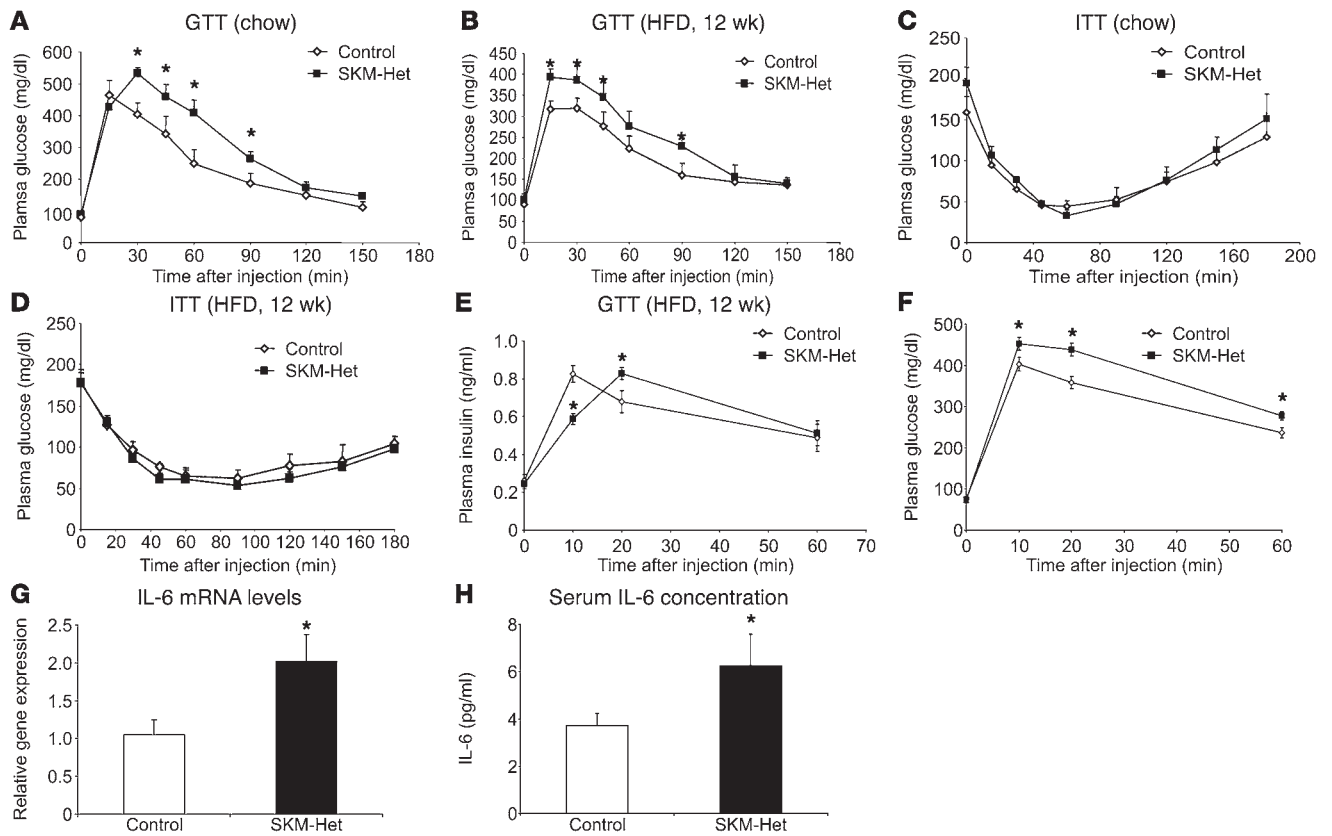 A
GTT (chow)
Plamsa glucose (mg/dl)
600
500
400
300
200
100
0
*
*
*
*
Control
SKM-Het
0 30 60 90 120 150 180
Time after injection (min)
B
GTT (HFD, 12 wk)
Plamsa glucose (mg/dl)
450
400
350
300
250
200
150
100
50
0
*
*
*
*
Control
SKM-Het
0 30 60 90 120 150 180
Time after injection (min)
C
ITT (chow)
Plamsa glucose (mg/dl)
250
200
150
100
50
0
Control
SKM-Het
0 40 80 120 160 200
Time after injection (min)
D
ITT (HFD, 12 wk)
Plasma glucose (mg/dl)
250
200
150
100
50
0
Control
SKM-Het
0 20 40 60 80 100 120 140 160 180
Time after injection (min)
E
GTT (HFD, 12 wk)
Plasma insulin (ng/ml)
1.0
0.8
0.6
0.4
0.2
0
*
*
Control
SKM-Het
0 10 20 30 40 50 60 70
Time after injection (min)
F
Plasma glucose (mg/dl)
500
400
300
200
100
0
*
*
*
Control
SKM-Het
0 10 20 30 40 50 60
Time after injection (min)
G
IL-6 mRNA levels
Relative gene expression
2.5
2.0
1.5
1.0
0.5
0
*
Control
SKM-Het
H
Serum IL-6 concentration
IL-6 (pg/ml)
8
6
4
2
0
*
Control
SKM-Het